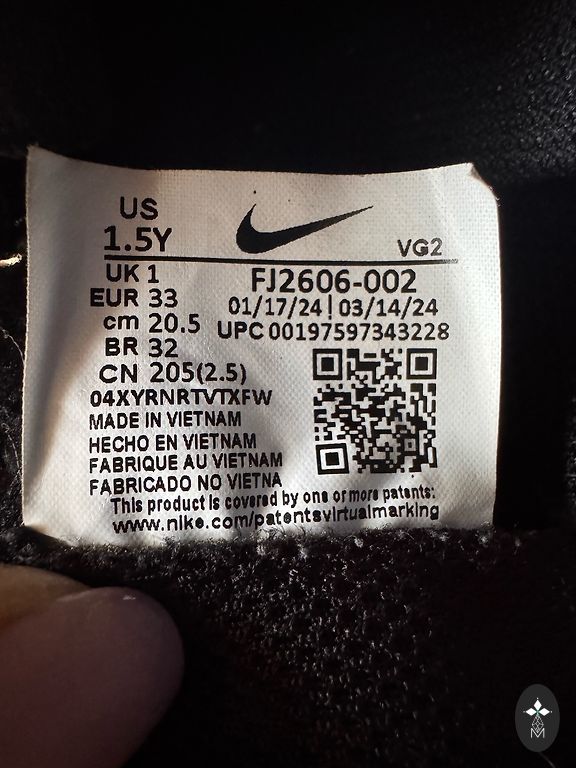 US
1.5Y
VG2
UK 1
FJ2606-002
EUR 33
01/17/24 | 03/14/24
cm 20.5
UPC 00197597343228
BR 32
CN 205(2.5)
04XYRNRTVTXFW
MADE IN VIETNAM
HECHO EN VIETNAM
FABRIQUE AU VIETNAM
FABRICADO NO VIETNA
This product is covered by one or more patents:
www.nike.com/patentsvirtualmarking
M